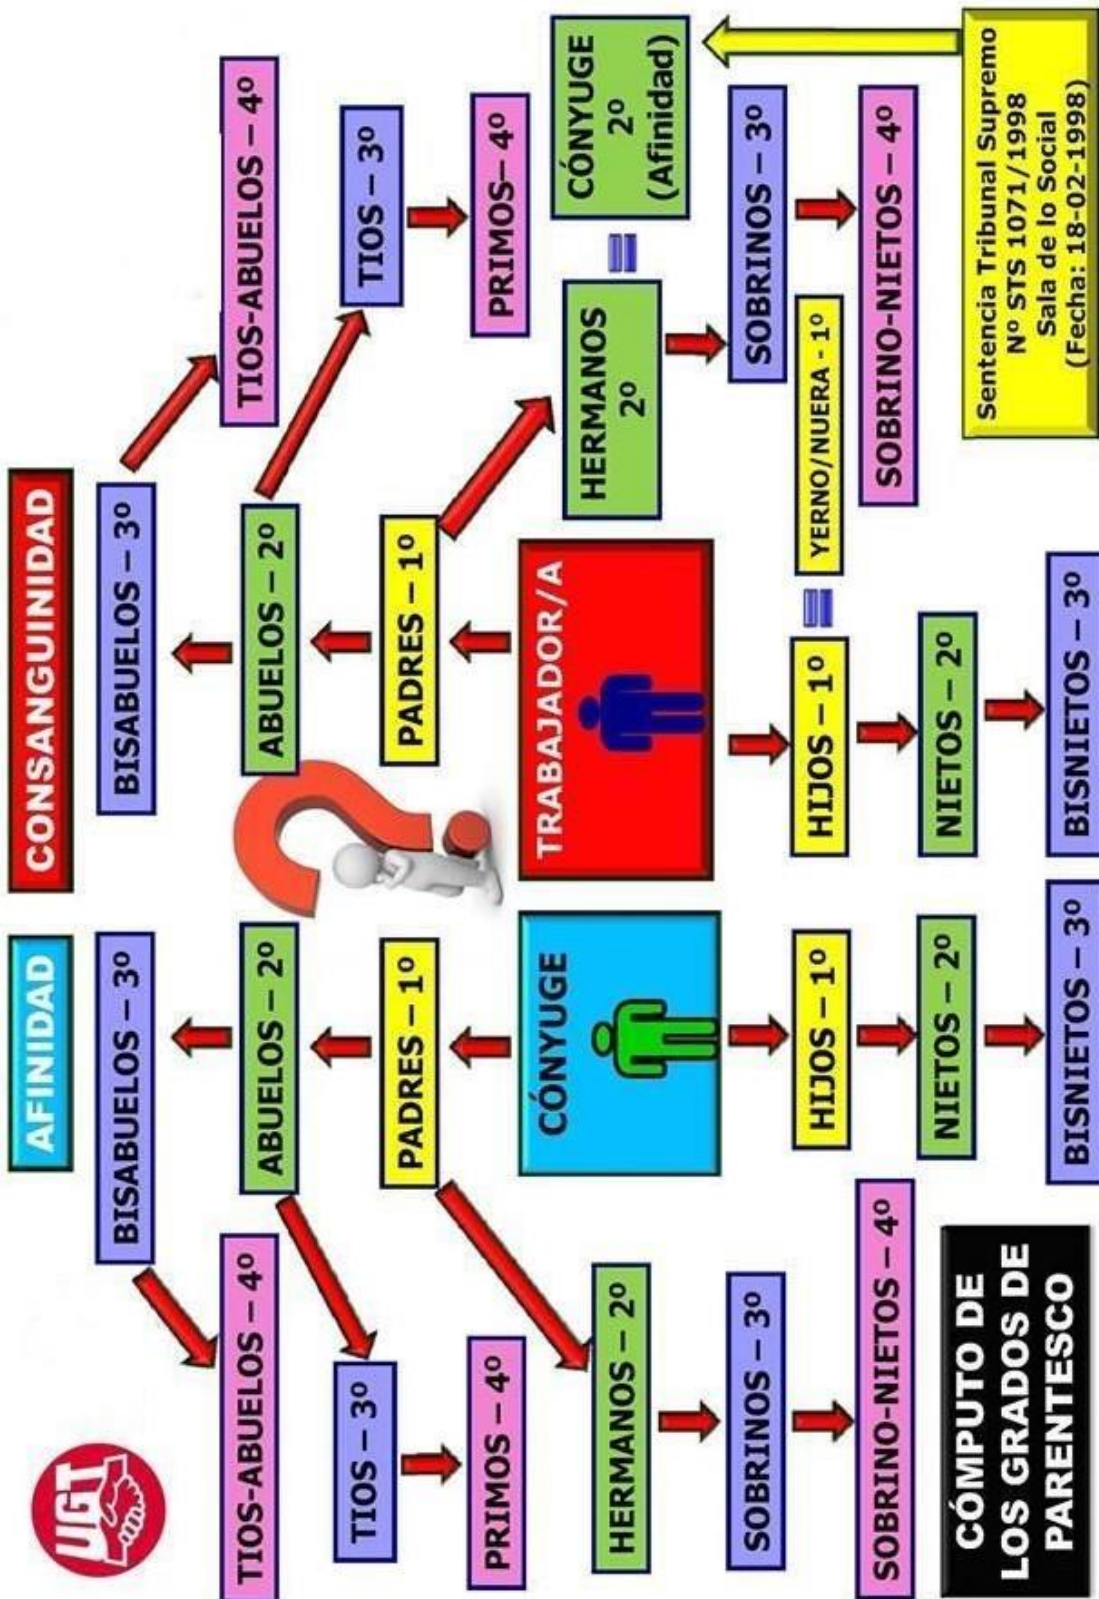 UGT
AFINIDAD
CONSANGUINIDAD
BISABUELOS – 3º
BISABUELOS – 3º
TIOS-ABUELOS – 4º
ABUELOS – 2º
ABUELOS – 2º
TIOS-ABUELOS – 4º
TIOS – 3º
PADRES – 1º
PADRES – 1º
TIOS – 3º
PRIMOS – 4º
PRIMOS– 4º
CÓNYUGE
TRABAJADOR/A
HERMANOS – 2º
HERMANOS
2º
CÓNYUGE
2º
(Afinidad)
SOBRINOS – 3º
SOBRINOS – 3º
HIJOS – 1º
HIJOS – 1º
YERNO/NUERA - 1º
SOBRINO-NIETOS – 4º
SOBRINO-NIETOS – 4º
NIETOS – 2º
NIETOS – 2º
BISNIETOS – 3º
BISNIETOS – 3º
CÓMPUTO DE
LOS GRADOS DE
PARENTESCO
Sentencia Tribunal Supremo
Nº STS 1071/1998
Sala de lo Social
(Fecha: 18-02-1998)